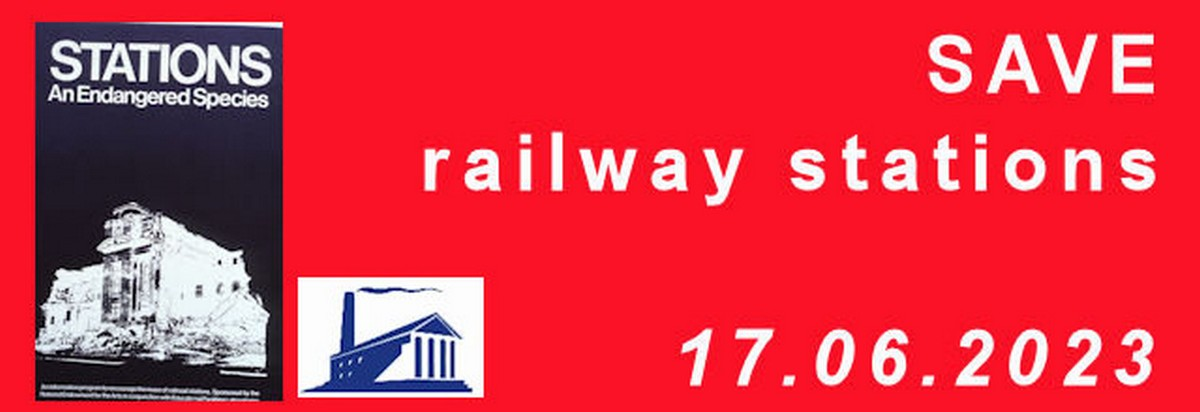 STATIONS
An Endangered Species
SAVE
railway stations
17.06.2023